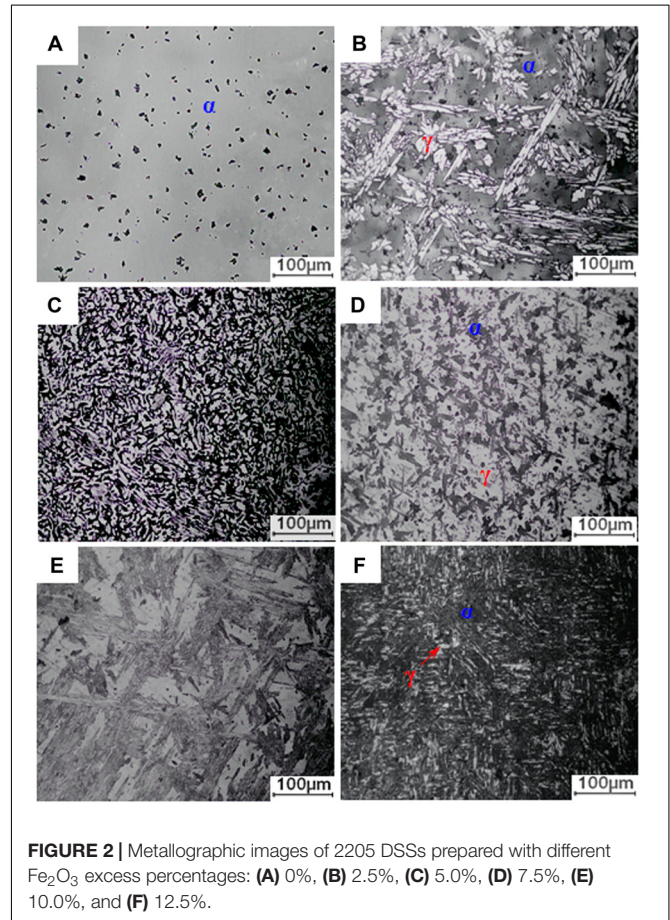 A
α
100μm
B
α
γ
100μm
C
100μm
D
α
γ
100μm
E
100μm
F
α
γ
100μm
FIGURE 2 | Metallographic images of 2205 DSSs prepared with different
Fe₂O₃ excess percentages: (A) 0%, (B) 2.5%, (C) 5.0%, (D) 7.5%, (E)
10.0%, and (F) 12.5%.